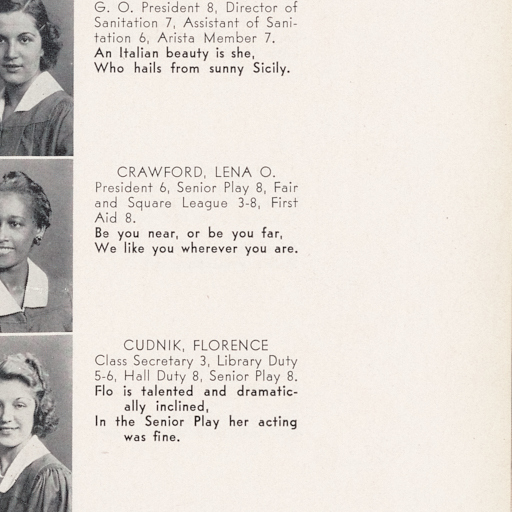 G. O. President 8, Director of
Sanitation 7, Assistant of Sani-
tation 6, Arista Member 7.
An Italian beauty is she,
Who hails from sunny Sicily.
CRAWFORD, LENA O.
President 6, Senior Play 8, Fair
and Square League 3-8, First
Aid 8.
Be you near, or be you far,
We like you wherever you are.
CUDNIK, FLORENCE
Class Secretary 3, Library Duty
5-6, Hall Duty 8, Senior Play 8.
Flo is talented and dramatic-
ally inclined,
In the Senior Play her acting
was fine.